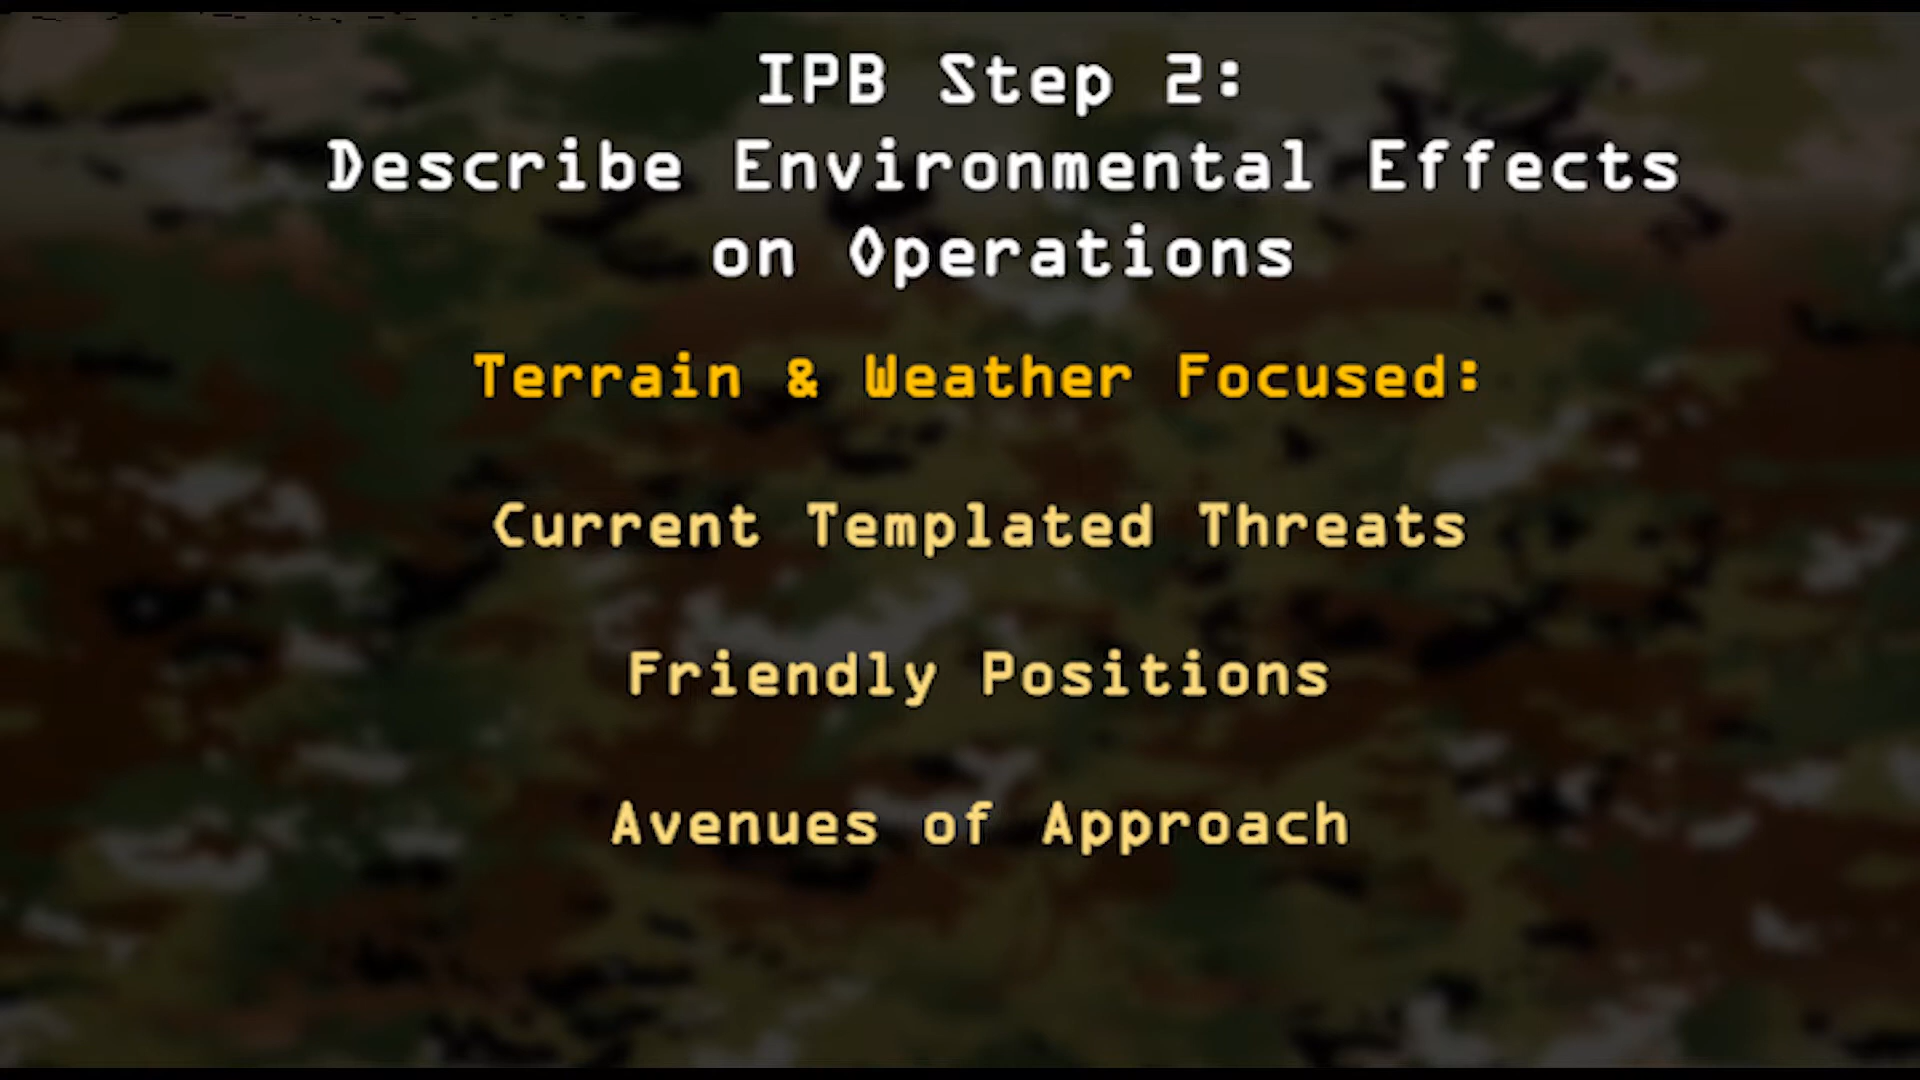 IPB Step 2:
Describe Environmental Effects
on Operations
Terrain & Weather Focused:
Current Templated Threats
Friendly Positions
Avenues of Approach